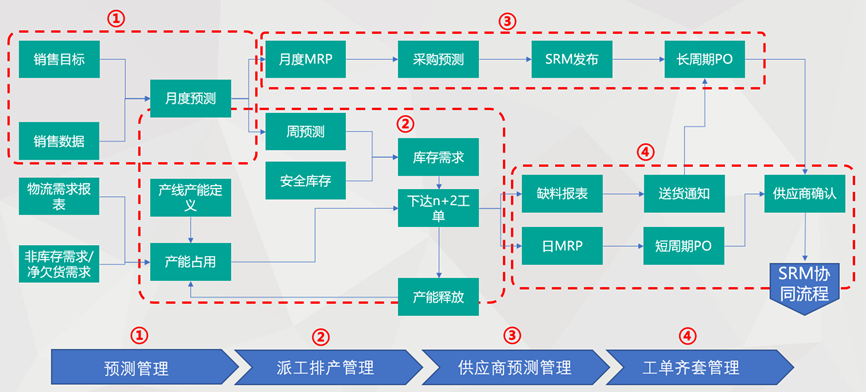 ①
③
销售目标
月度MRP
采购预测
SRM发布
长周期PO
月度预测
销售数据
周预测
②
库存需求
安全库存
④
物流需求报
表
产线产能定
义
下达n+2工
单
缺料报表
送货通知
供应商确认
非库存需求/
净欠货需求
产能占用
日MRP
短周期PO
产能释放
SRM协
同流程
①
②
③
④
预测管理
派工排产管理
供应商预测管理
工单齐套管理